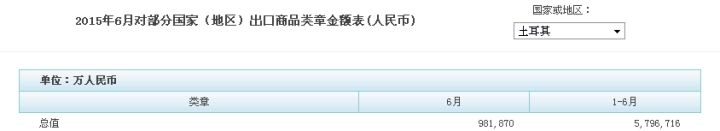 2015年6月对部分国家（地区）出口商品类章金额表(人民币)
国家或地区：
土耳其
单位：万人民币
类章 6月 1-6月
总值 981,870 5,796,716